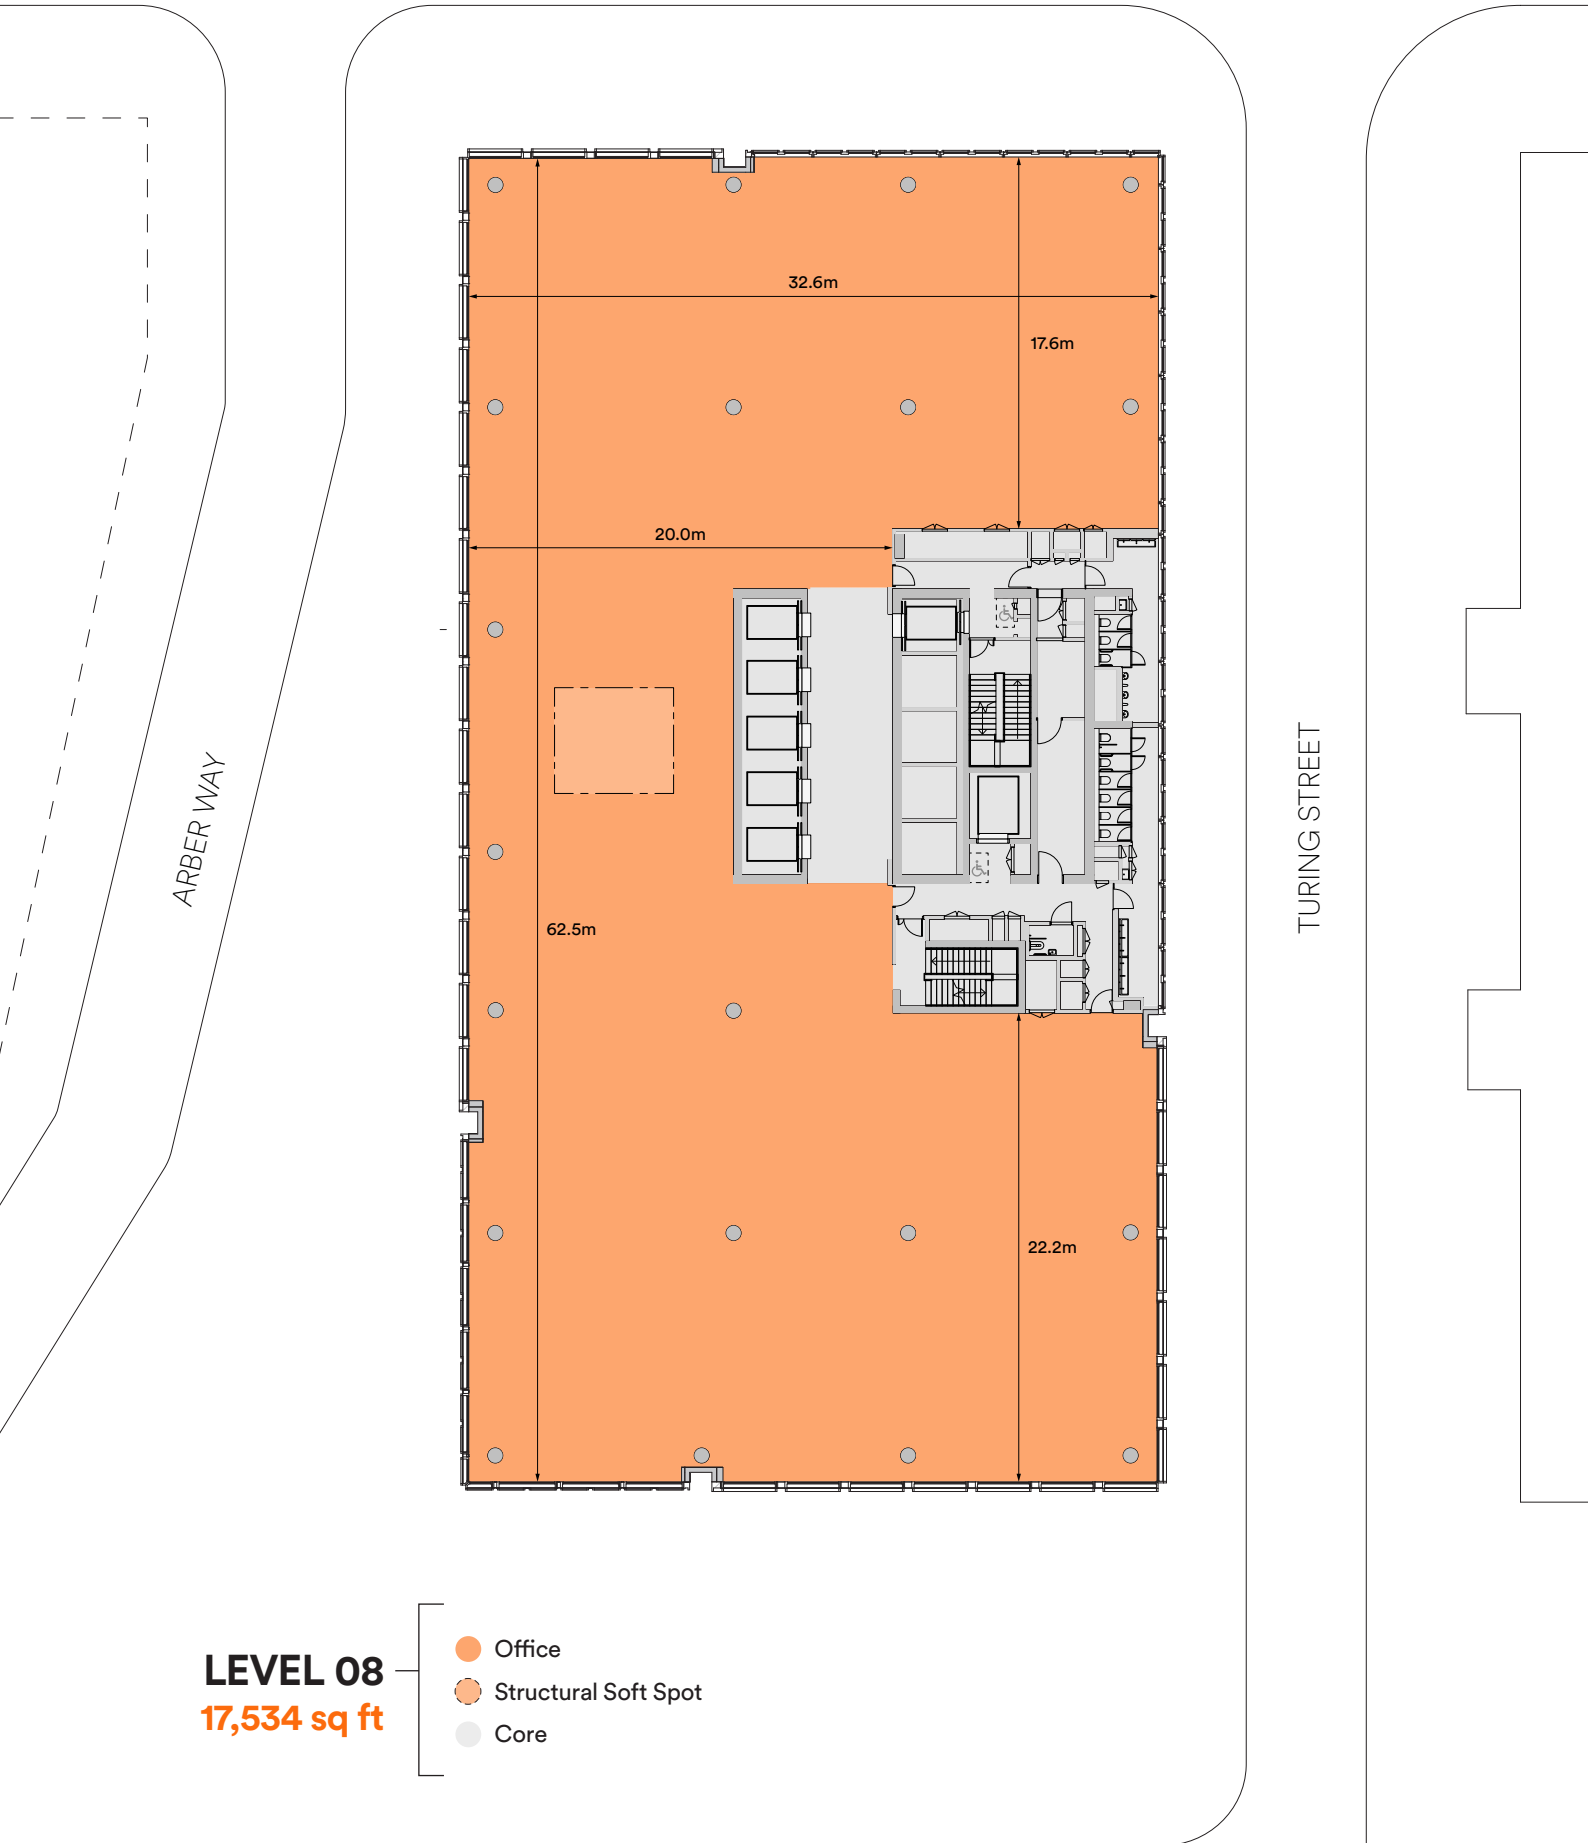 32.6m
17.6m
20.0m
ARBER WAY
TURING STREET
62.5m
22.2m
LEVEL 08
17,534 sq ft
Office
Structural Soft Spot
Core